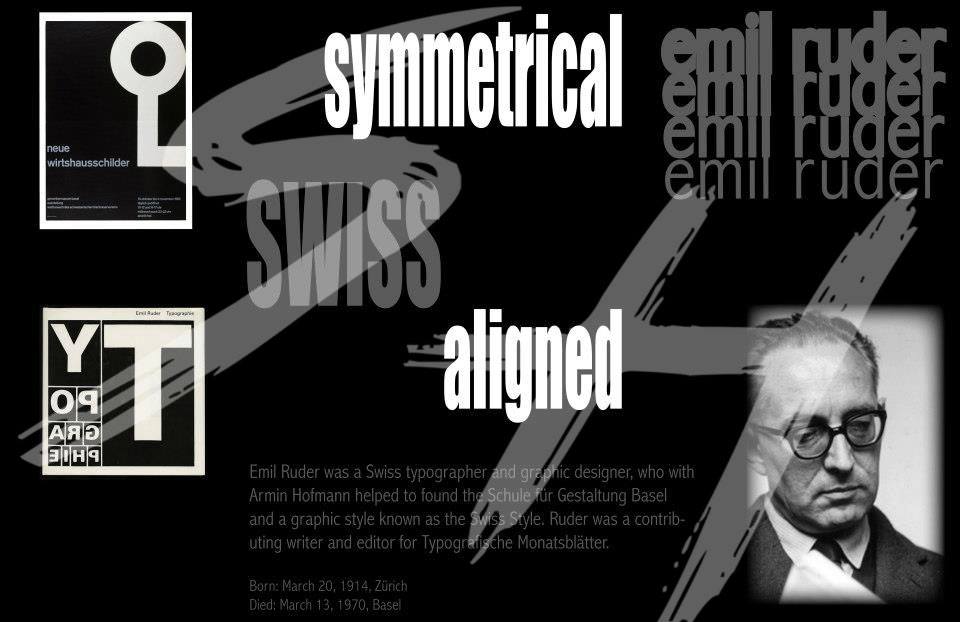 neue
wirtshausschilder
symmetrical
emil ruder
emil ruder
emil ruder
emil ruder
SWISS
Emil Ruder Typographie
Y T
PO
GRA
PHIE
aligned
Emil Ruder was a Swiss typographer and graphic designer, who with
Armin Hofmann helped to found the Schule für Gestaltung Basel
and a graphic style known as the Swiss Style. Ruder was a contrib-
uting writer and editor for Typografische Monatsblätter.
Born: March 20, 1914, Zürich
Died: March 13, 1970, Basel